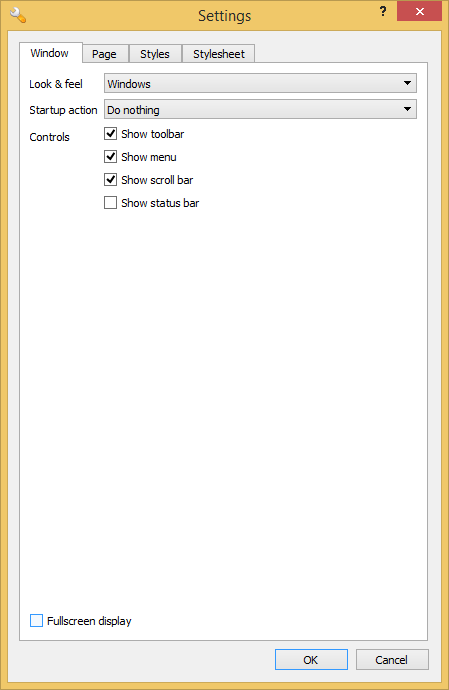 Settings
?
Window Page Styles Stylesheet
Look & feel Windows
Startup action Do nothing
Controls Show toolbar
Show menu
Show scroll bar
Show status bar
Fullscreen display
OK Cancel